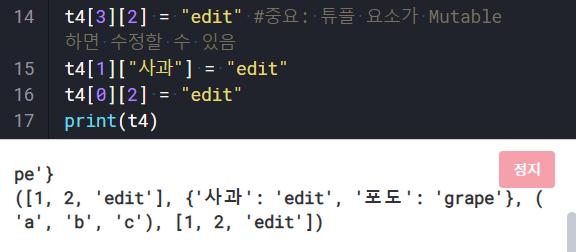 14 t4[3][2] = "edit" #중요: 튜플 요소가 Mutable
하면 수정할 수 있음
15 t4[1]["사과"] = "edit"
16 t4[0][2] = "edit"
17 print(t4)
정지
pe'}
([1, 2, 'edit'], {'사과': 'edit', '포도': 'grape'}, (
'a', 'b', 'c'), [1, 2, 'edit'])